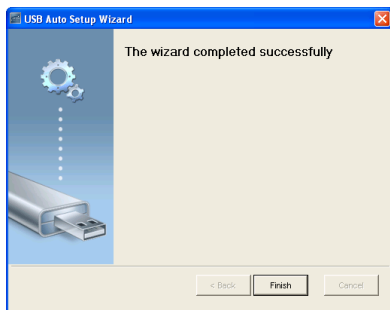 USB Auto Setup Wizard
The wizard completed successfully
< Back Finish Cancel